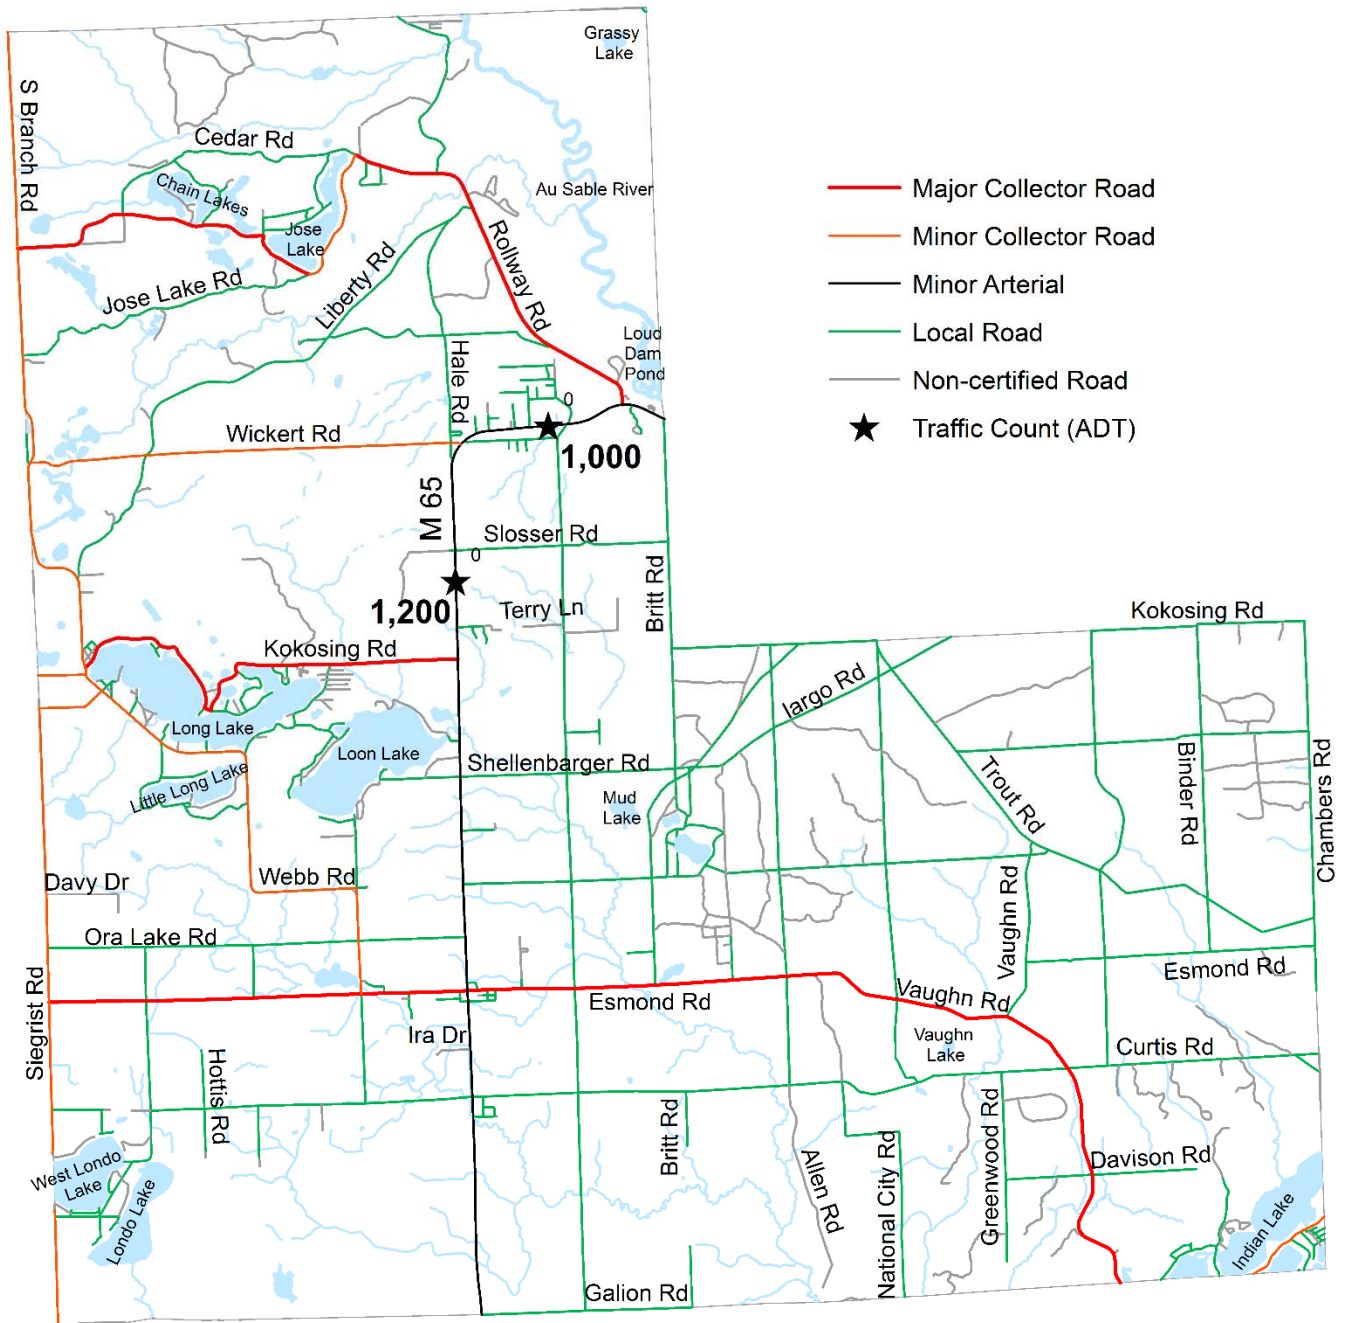 Grassy
Lake
S Branch Rd
Cedar Rd
Chain Lakes
Au Sable River
Major Collector Road
Minor Collector Road
Minor Arterial
Local Road
Non-certified Road
Traffic Count (ADT)
Jose
Lake
Rollway Rd
Liberty Rd
Jose Lake Rd
Loud
Dam
Pond
Hale Rd
0
Wickert Rd
1,000
M 65
Slosser Rd
0
Britt Rd
1,200
Terry Ln
Kokosing Rd
Kokosing Rd
Iargo Rd
Long Lake
Loon Lake
Shellenbarger Rd
Little Long Lake
Mud
Lake
Trout Rd
Binder Rd
Chambers Rd
Davy Dr
Webb Rd
Vaughn Rd
Ora Lake Rd
Esmond Rd
Siegrist Rd
Esmond Rd
Vaughn Rd
Ira Dr
Vaughn
Lake
Curtis Rd
Hottis Rd
Britt Rd
Allen Rd
National City Rd
Greenwood Rd
Davison Rd
West Londo
Lake
Londo Lake
Indian Lake
Galion Rd